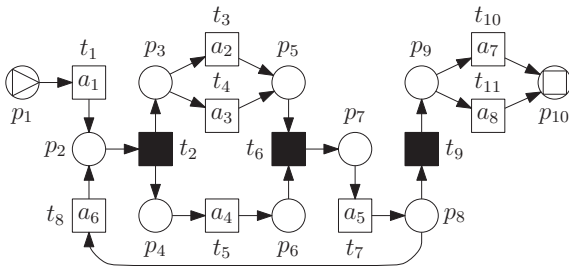 t3 t10
p3 a2 p5 p9 a7
t1 t4 t11
a1 a3 p7 a8
p1 p10
p2 t2 t6 t9
t8 a6 a4 a5 p8
p4 t5 p6 t7